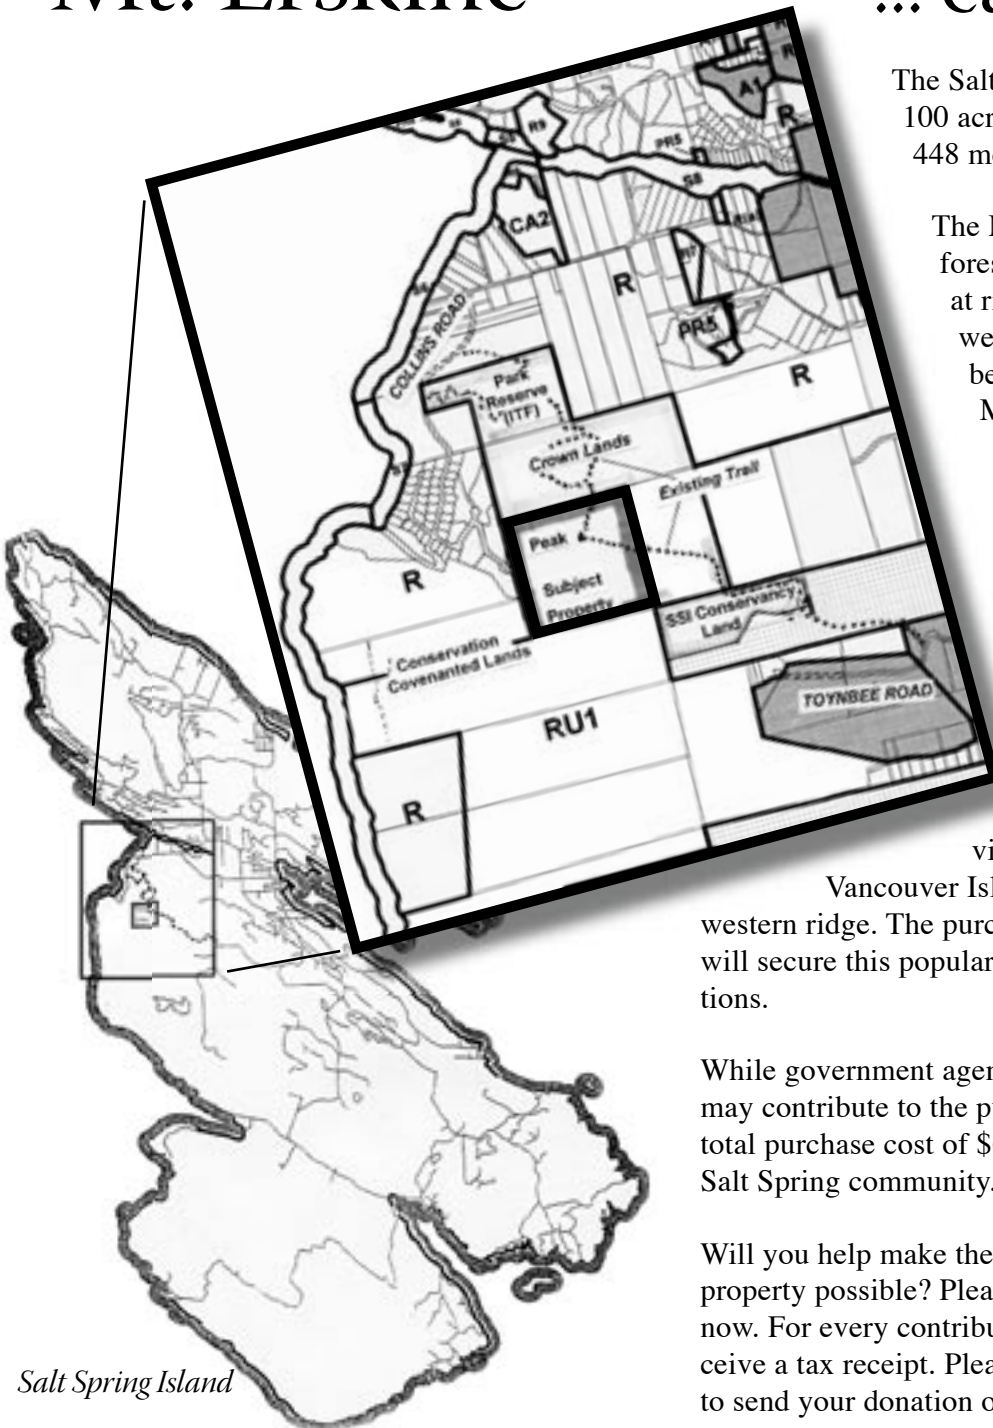 Mt. Erskine
... Ca
The Salt
100 acr
448 m
The
fores
at r
we
be
M
vi
Vancouver Isl
western ridge. The purc
will secure this popular
tions.
While government agen
may contribute to the p
total purchase cost of $
Salt Spring community.
Will you help make the
property possible? Plea
now. For every contribu
ceive a tax receipt. Plea
to send your donation o
A1
R
R9
PR5
S8
CA2
R
COLLINS ROAD
PR5
R
Park
Reserve
(ITF)
Crown Lands
Existing Trail
Peak
Subject
Property
R
SSI Conservancy
Land
Conservation
Covenanted Lands
TOYNBEE ROAD
RU1
R
Salt Spring Island